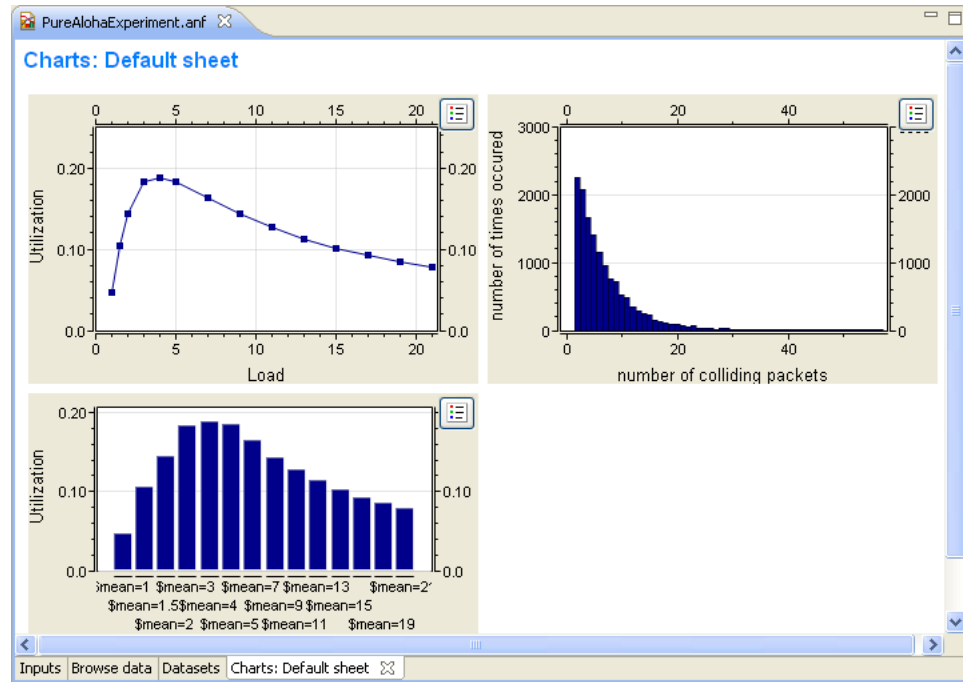 PureAlohaExperiment.anf
Charts: Default sheet
0 5 10 15 20
0.20 0.20
0.10 0.10
0.0 0.0
Utilization
0 5 10 15 20
Load
0 20 40
3000
2000 2000
1000 1000
0 0
number of times occured
0 20 40
number of colliding packets
0.20
0.10 0.10
0.0 0.0
Utilization
$mean=1 $mean=3 $mean=7 $mean=13
$mean=1.5 $mean=4 $mean=9 $mean=15
$mean=2 $mean=5 $mean=11 $mean=19
Inputs Browse data Datasets Charts: Default sheet